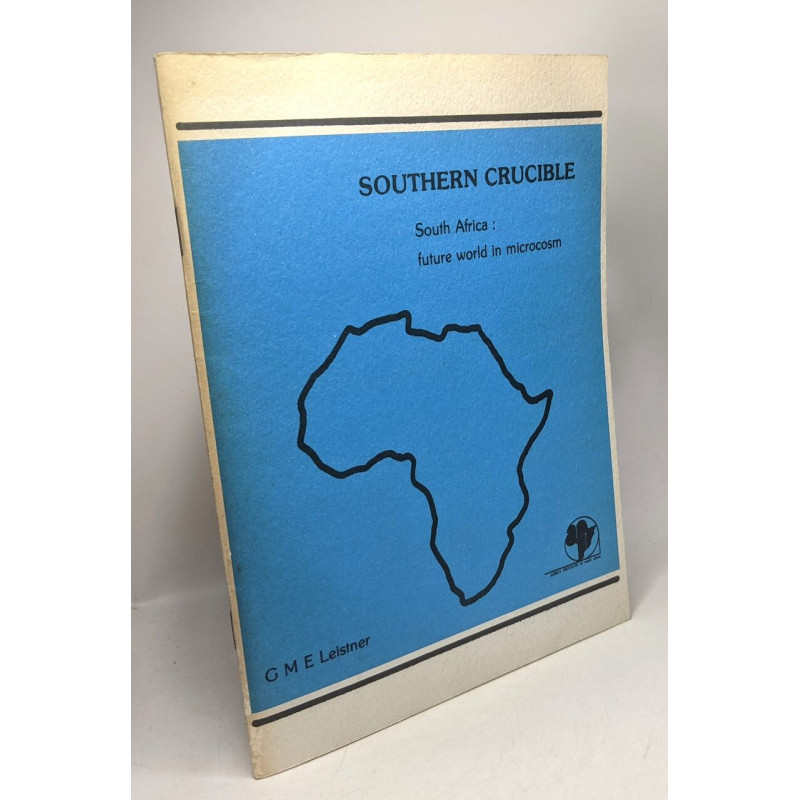 SOUTHERN CRUCIBLE
South Africa :
future world in microcosm
G M E Leistner